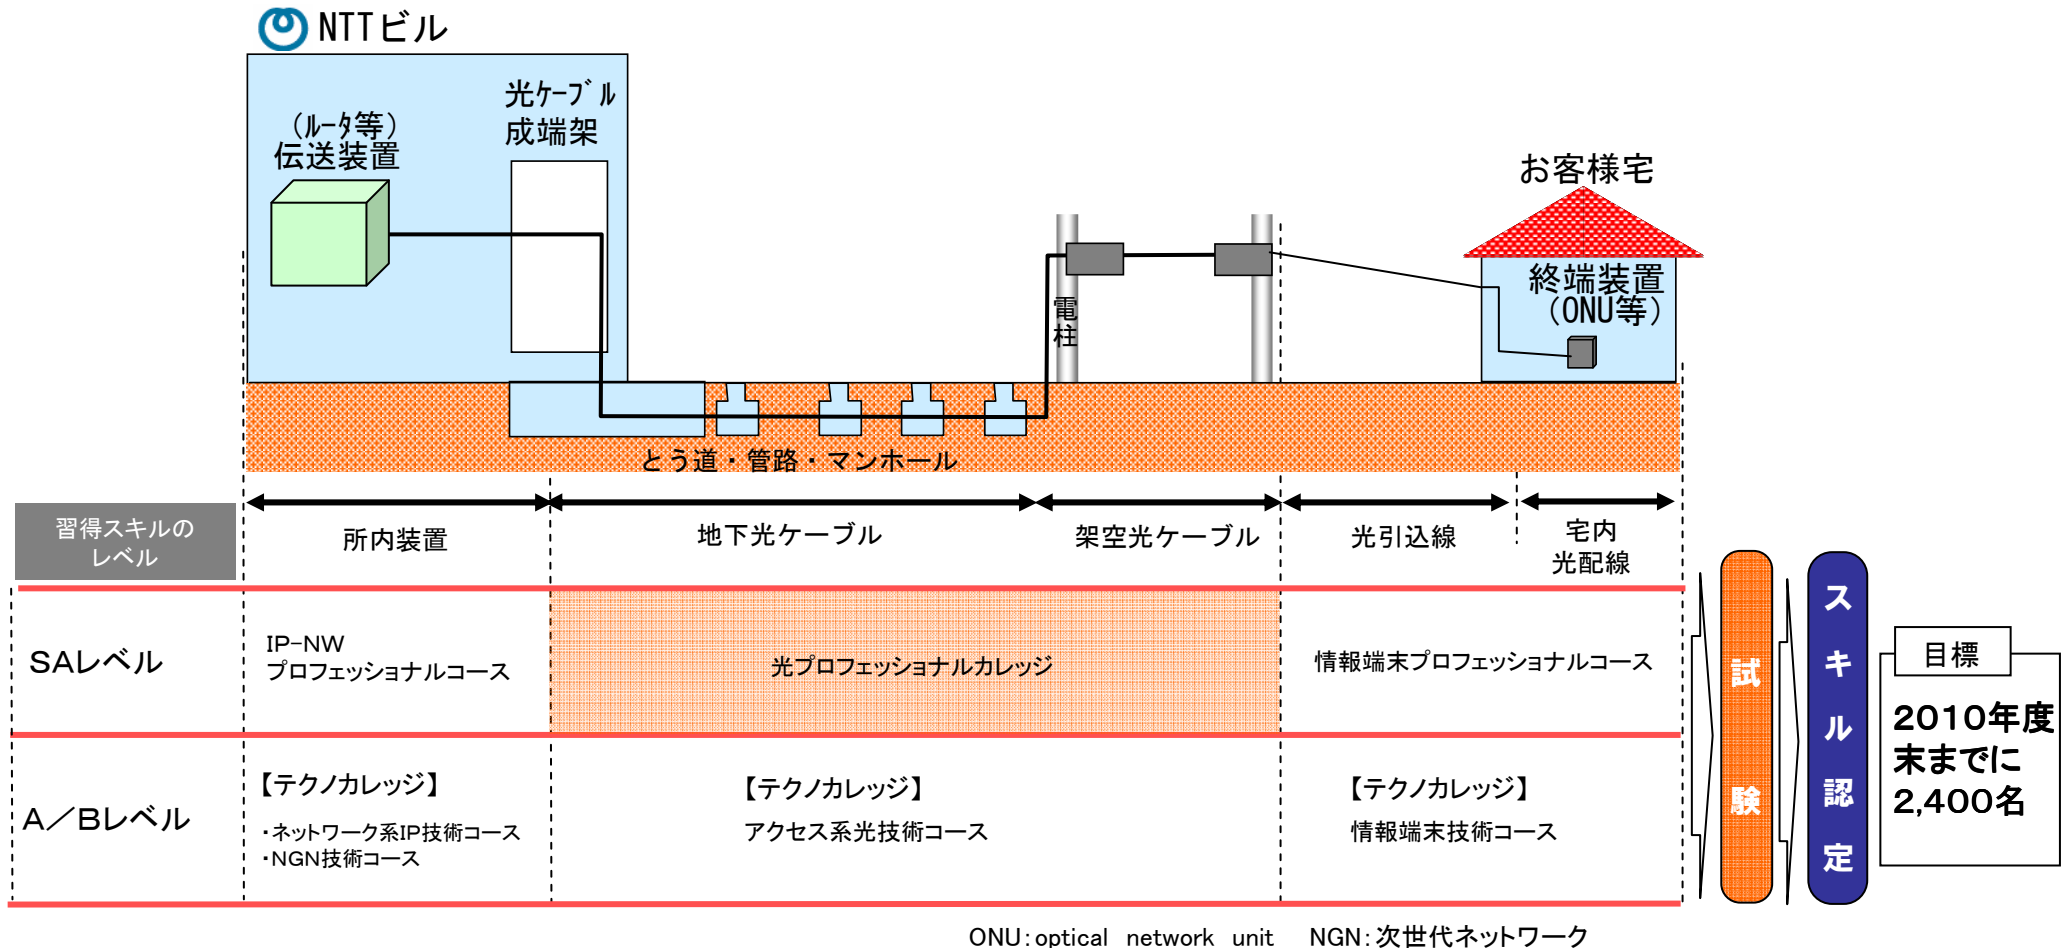 NTTビル
光ｹｰﾌﾞﾙ
成端架
（ﾙｰﾀ等）
伝送装置
お客様宅
終端装置
（ONU等）
電
柱
とう道・管路・マンホール
習得スキルの
レベル
所内装置
地下光ケーブル
架空光ケーブル
光引込線
宅内
光配線
SAレベル
IP-NW
プロフェッショナルコース
光プロフェッショナルカレッジ
情報端末プロフェッショナルコース
A／Bレベル
【テクノカレッジ】
・ネットワーク系IP技術コース
・NGN技術コース
【テクノカレッジ】
アクセス系光技術コース
【テクノカレッジ】
情報端末技術コース
試
験
ス
キ
ル
認
定
目標
２０１０年度
末までに
2,400名
ONU：optical network unit　NGN：次世代ネットワーク